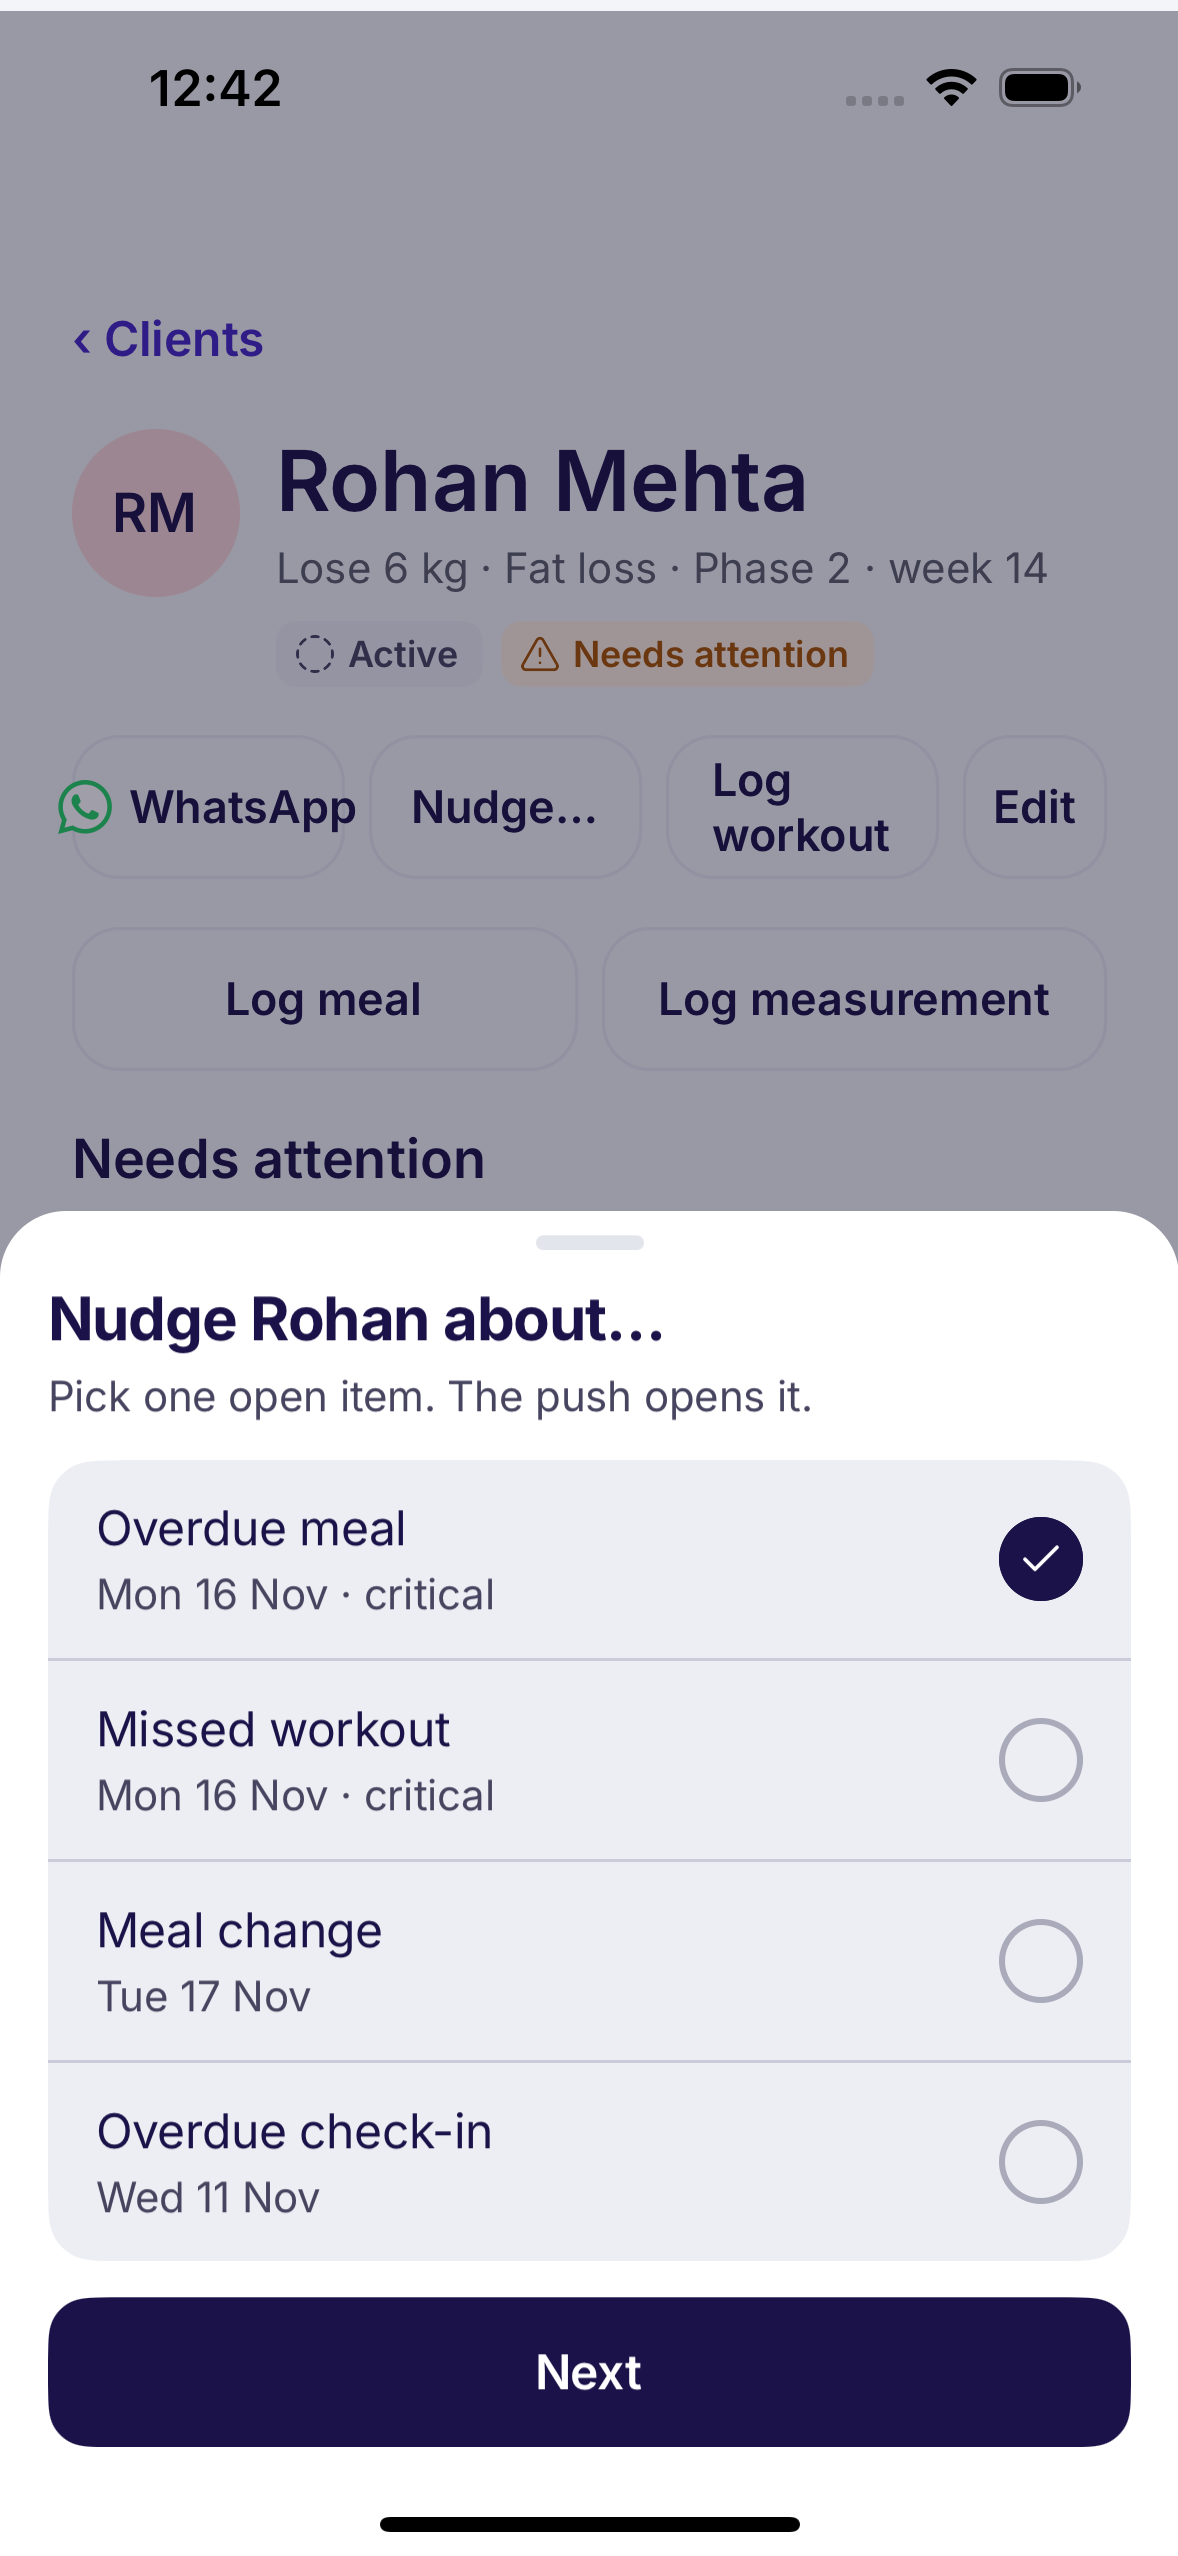 12:42
‹ Clients
RM
Rohan Mehta
Lose 6 kg · Fat loss · Phase 2 · week 14
Active
Needs attention
WhatsApp
Nudge...
Log
workout
Edit
Log meal
Log measurement
Needs attention
Nudge Rohan about...
Pick one open item. The push opens it.
Overdue meal
Mon 16 Nov · critical
Missed workout
Mon 16 Nov · critical
Meal change
Tue 17 Nov
Overdue check-in
Wed 11 Nov
Next